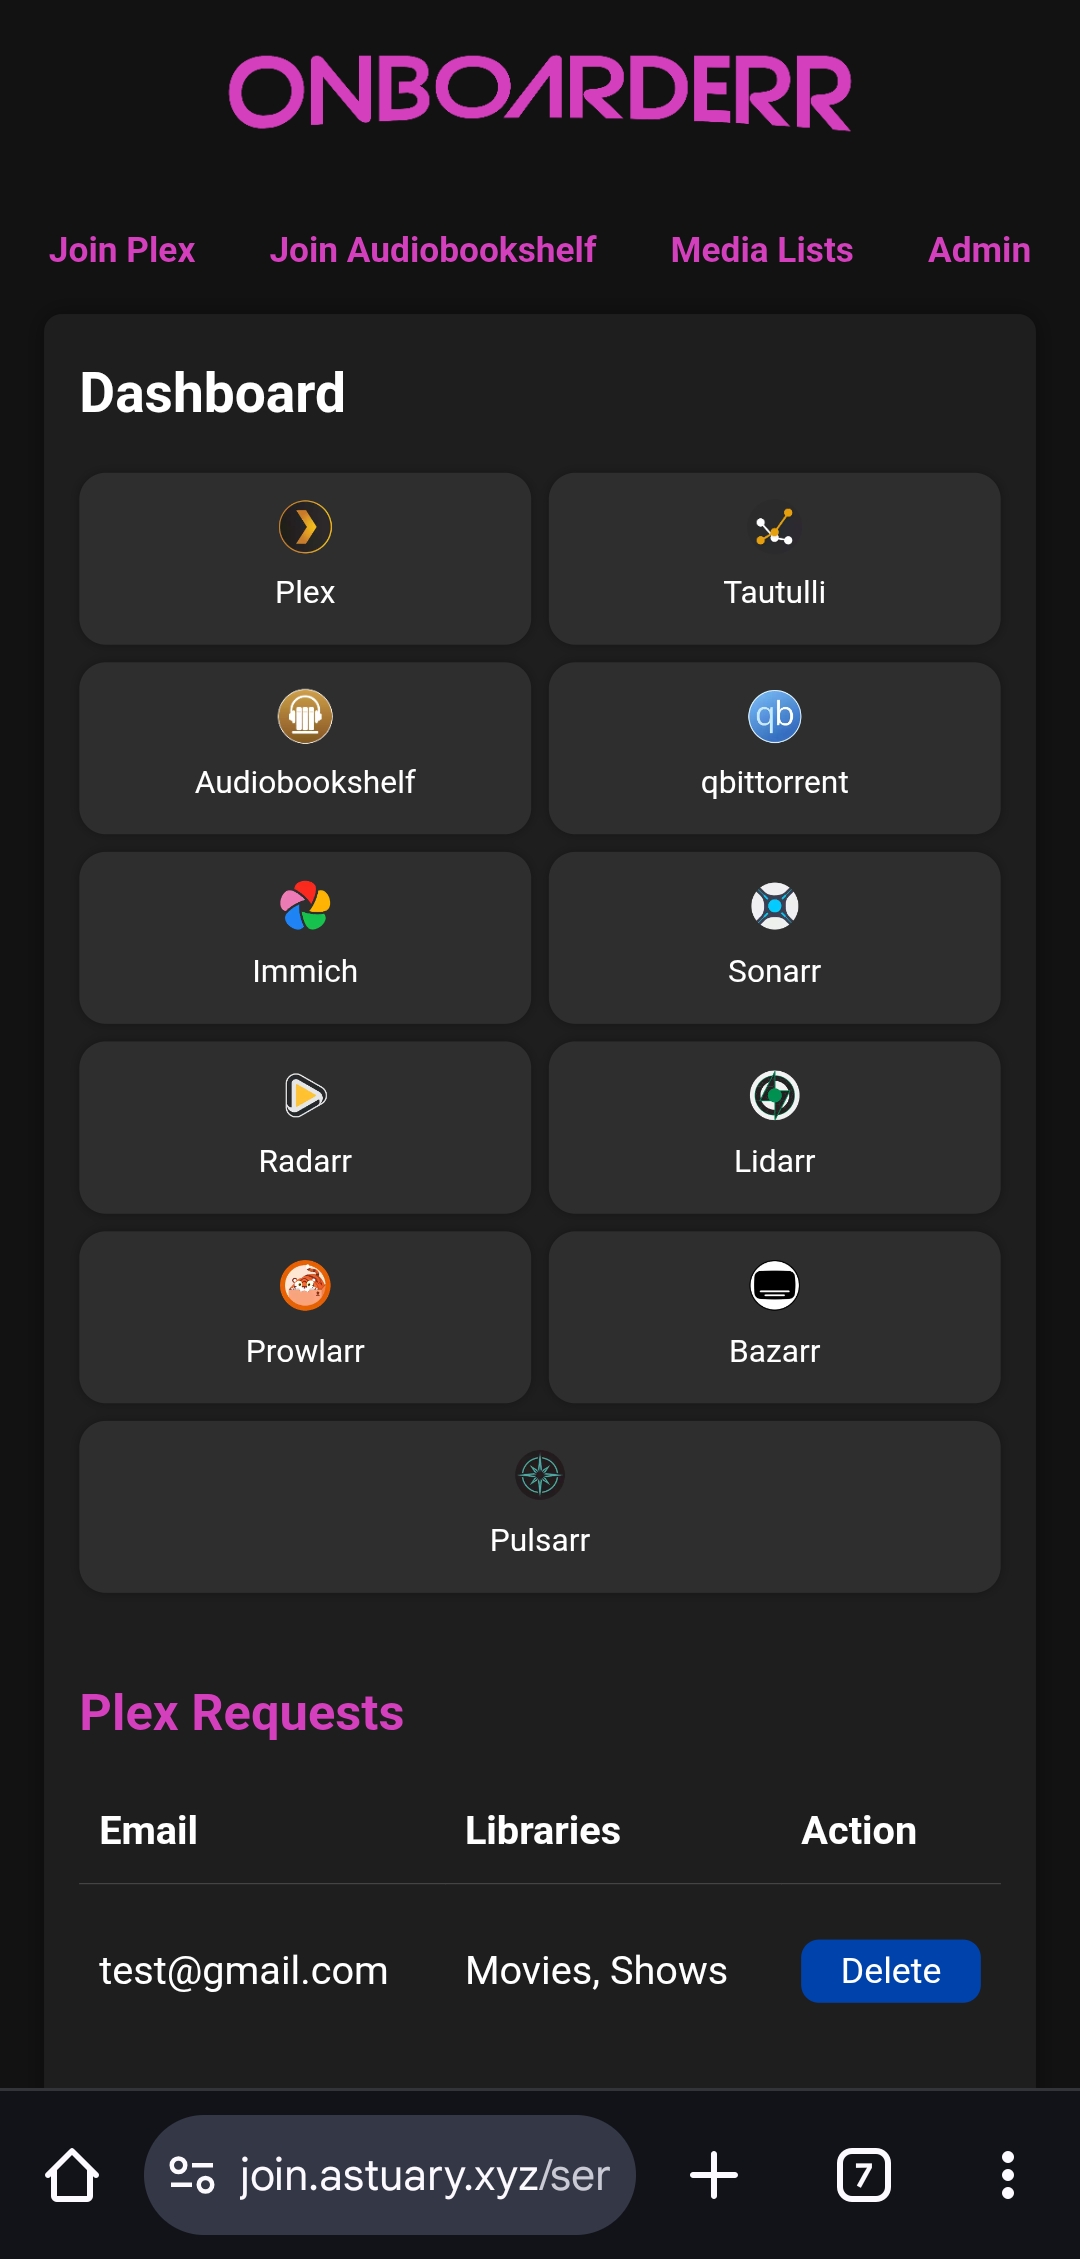 ONBOARDERR
Join Plex Join Audiobookshelf Media Lists Admin
Dashboard
Plex Tautulli
Audiobookshelf qb qbittorrent
Immich Sonarr
Radarr Lidarr
Prowlarr Bazarr
Pulsarr
Plex Requests
Email Libraries Action
test@gmail.com Movies, Shows Delete
join.astuary.xyz/ser 7